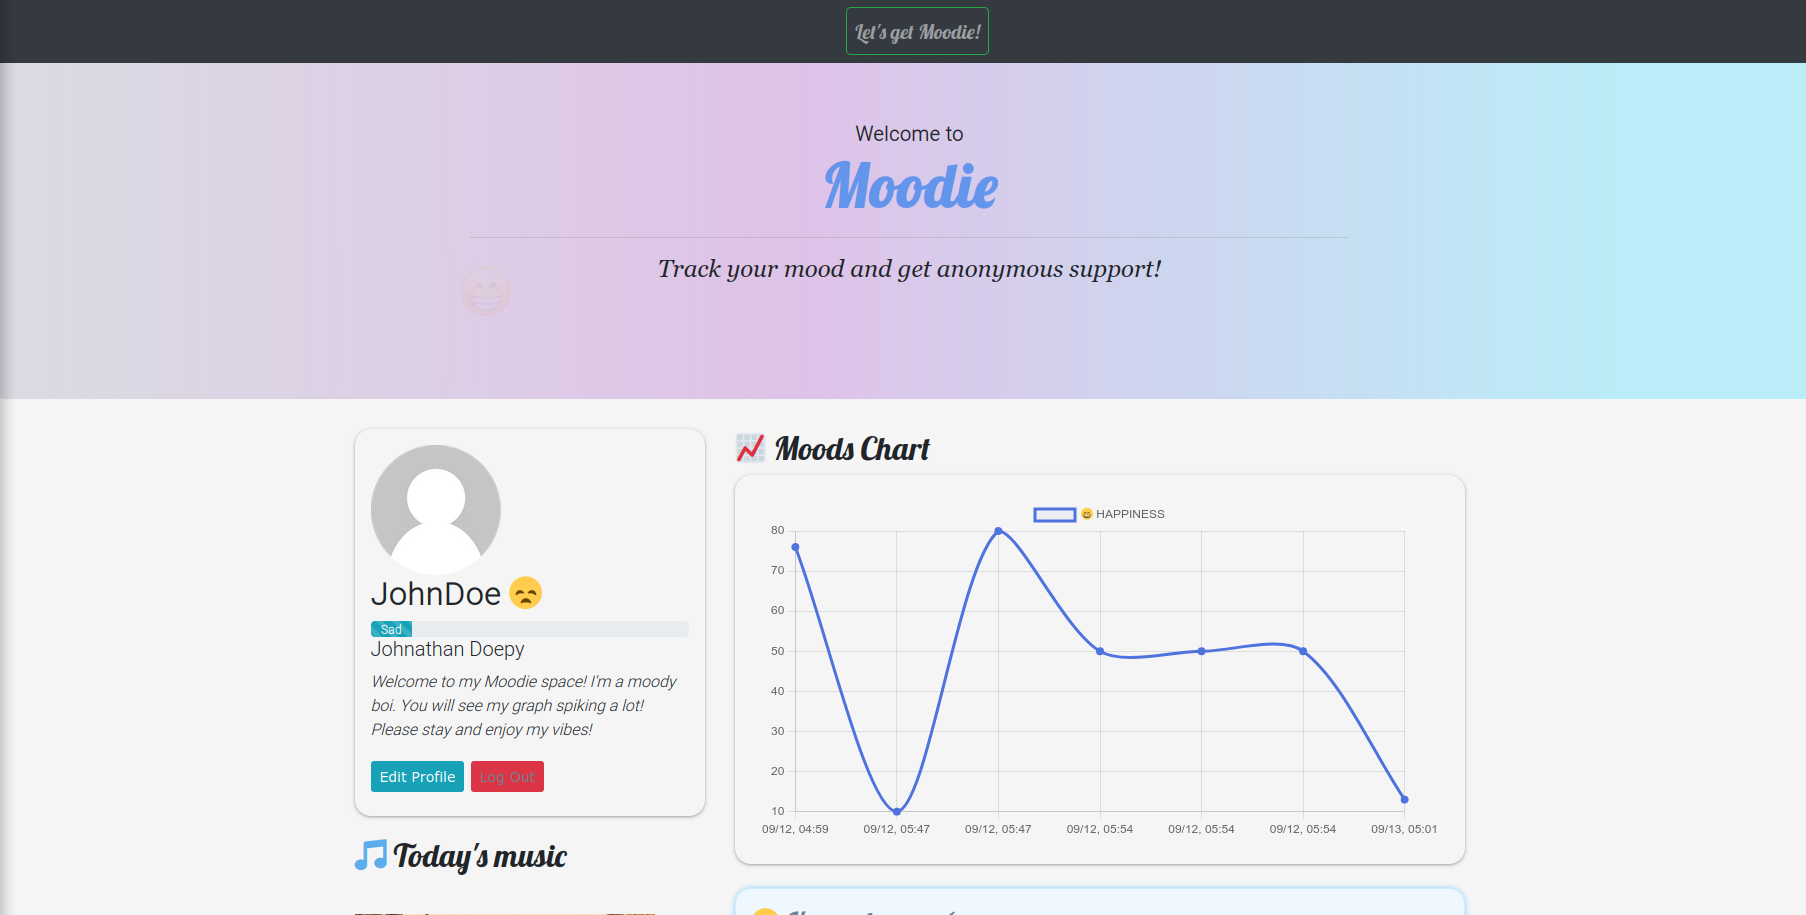 Let's get Moodie!
Welcome to
Moodie
Track your mood and get anonymous support!
JohnDoe
Sad
Johnathan Doepy
Welcome to my Moodie space! I'm a moody
boi. You will see my graph spiking a lot!
Please stay and enjoy my vibes!
Edit Profile Log Out
Today's music
Moods Chart
HAPPINESS
80
70
60
50
40
30
20
10
09/12, 04:59 09/12, 05:47 09/12, 05:47 09/12, 05:54 09/12, 05:54 09/12, 05:54 09/13, 05:01